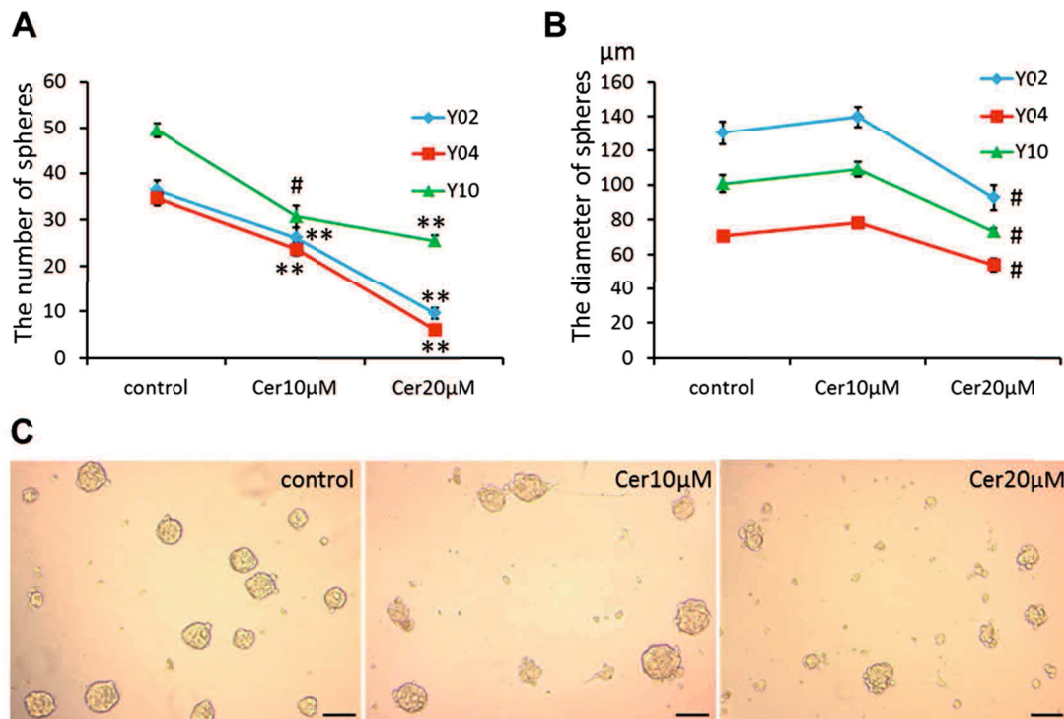 A
The number of spheres
60
50
40
30
20
10
0
Y02
Y04
Y10
#
**
**
**
**
**
control
Cer10µM
Cer20µM
B
µm
The diameter of spheres
160
140
120
100
80
60
40
20
0
Y02
Y04
Y10
#
#
#
control
Cer10µM
Cer20µM
C
control
Cer10µM
Cer20µM